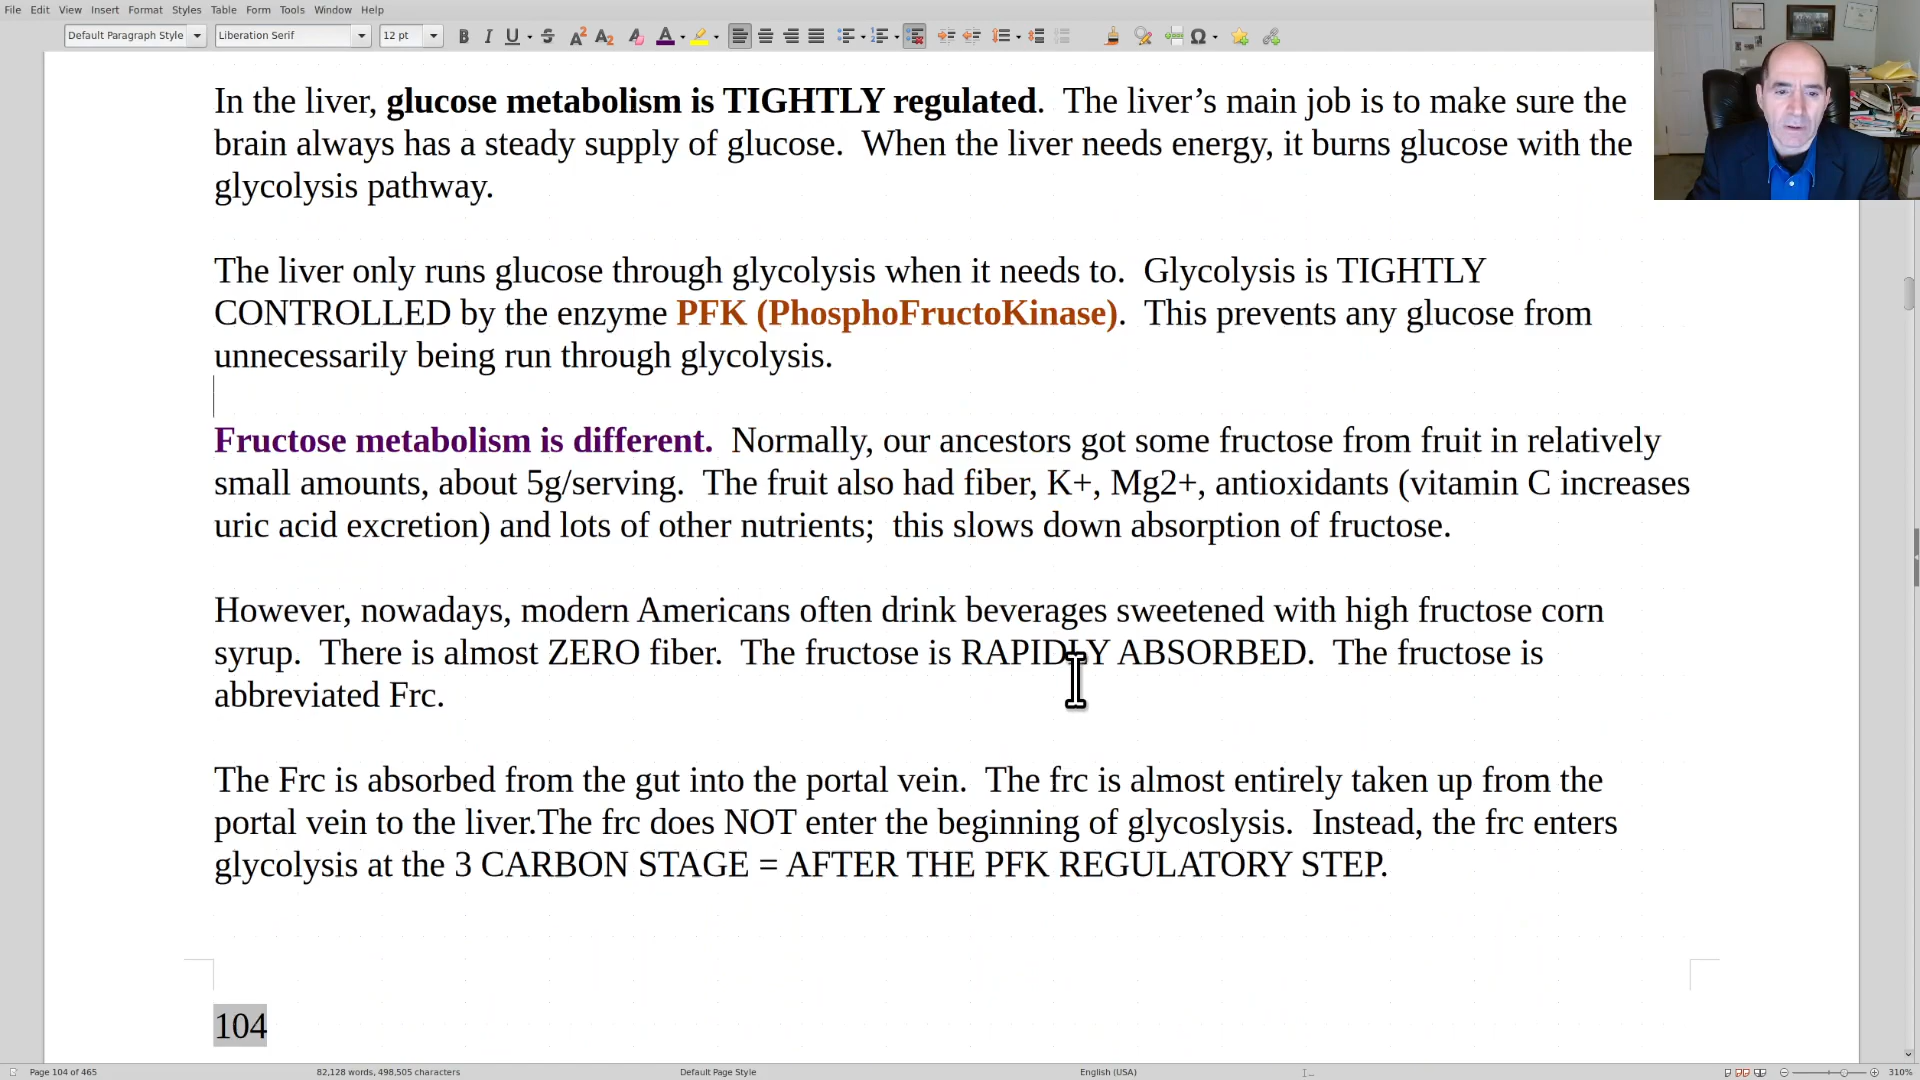 File Edit View Insert Format Styles Table Form Tools Window Help
Default Paragraph Style Liberation Serif 12 pt
In the liver, glucose metabolism is TIGHTLY regulated.  The liver’s main job is to make sure the
brain always has a steady supply of glucose.  When the liver needs energy, it burns glucose with the
glycolysis pathway.
The liver only runs glucose through glycolysis when it needs to.  Glycolysis is TIGHTLY
CONTROLLED by the enzyme PFK (PhosphoFructoKinase).  This prevents any glucose from
unnecessarily being run through glycolysis.
Fructose metabolism is different.  Normally, our ancestors got some fructose from fruit in relatively
small amounts, about 5g/serving.  The fruit also had fiber, K+, Mg2+, antioxidants (vitamin C increases
uric acid excretion) and lots of other nutrients;  this slows down absorption of fructose.
However, nowadays, modern Americans often drink beverages sweetened with high fructose corn
syrup.  There is almost ZERO fiber.  The fructose is RAPIDLY ABSORBED.  The fructose is
abbreviated Frc.
The Frc is absorbed from the gut into the portal vein.  The frc is almost entirely taken up from the
portal vein to the liver.The frc does NOT enter the beginning of glycoslysis.  Instead, the frc enters
glycolysis at the 3 CARBON STAGE = AFTER THE PFK REGULATORY STEP.
104
Page 104 of 465 82,128 words, 498,505 characters Default Page Style English (USA) 310%